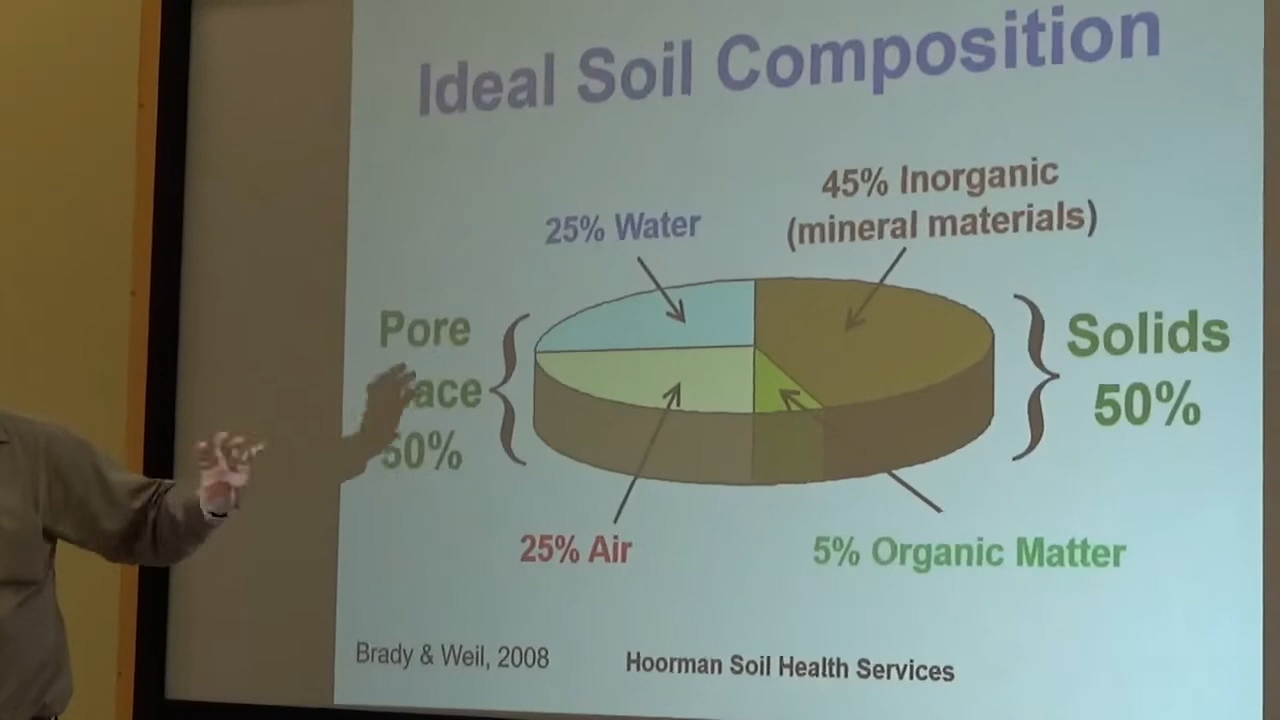 Ideal Soil Composition
45% Inorganic
(mineral materials)
25% Water
Pore
ace
50%
{
}
Solids
50%
25% Air
5% Organic Matter
Brady & Weil, 2008
Hoorman Soil Health Services